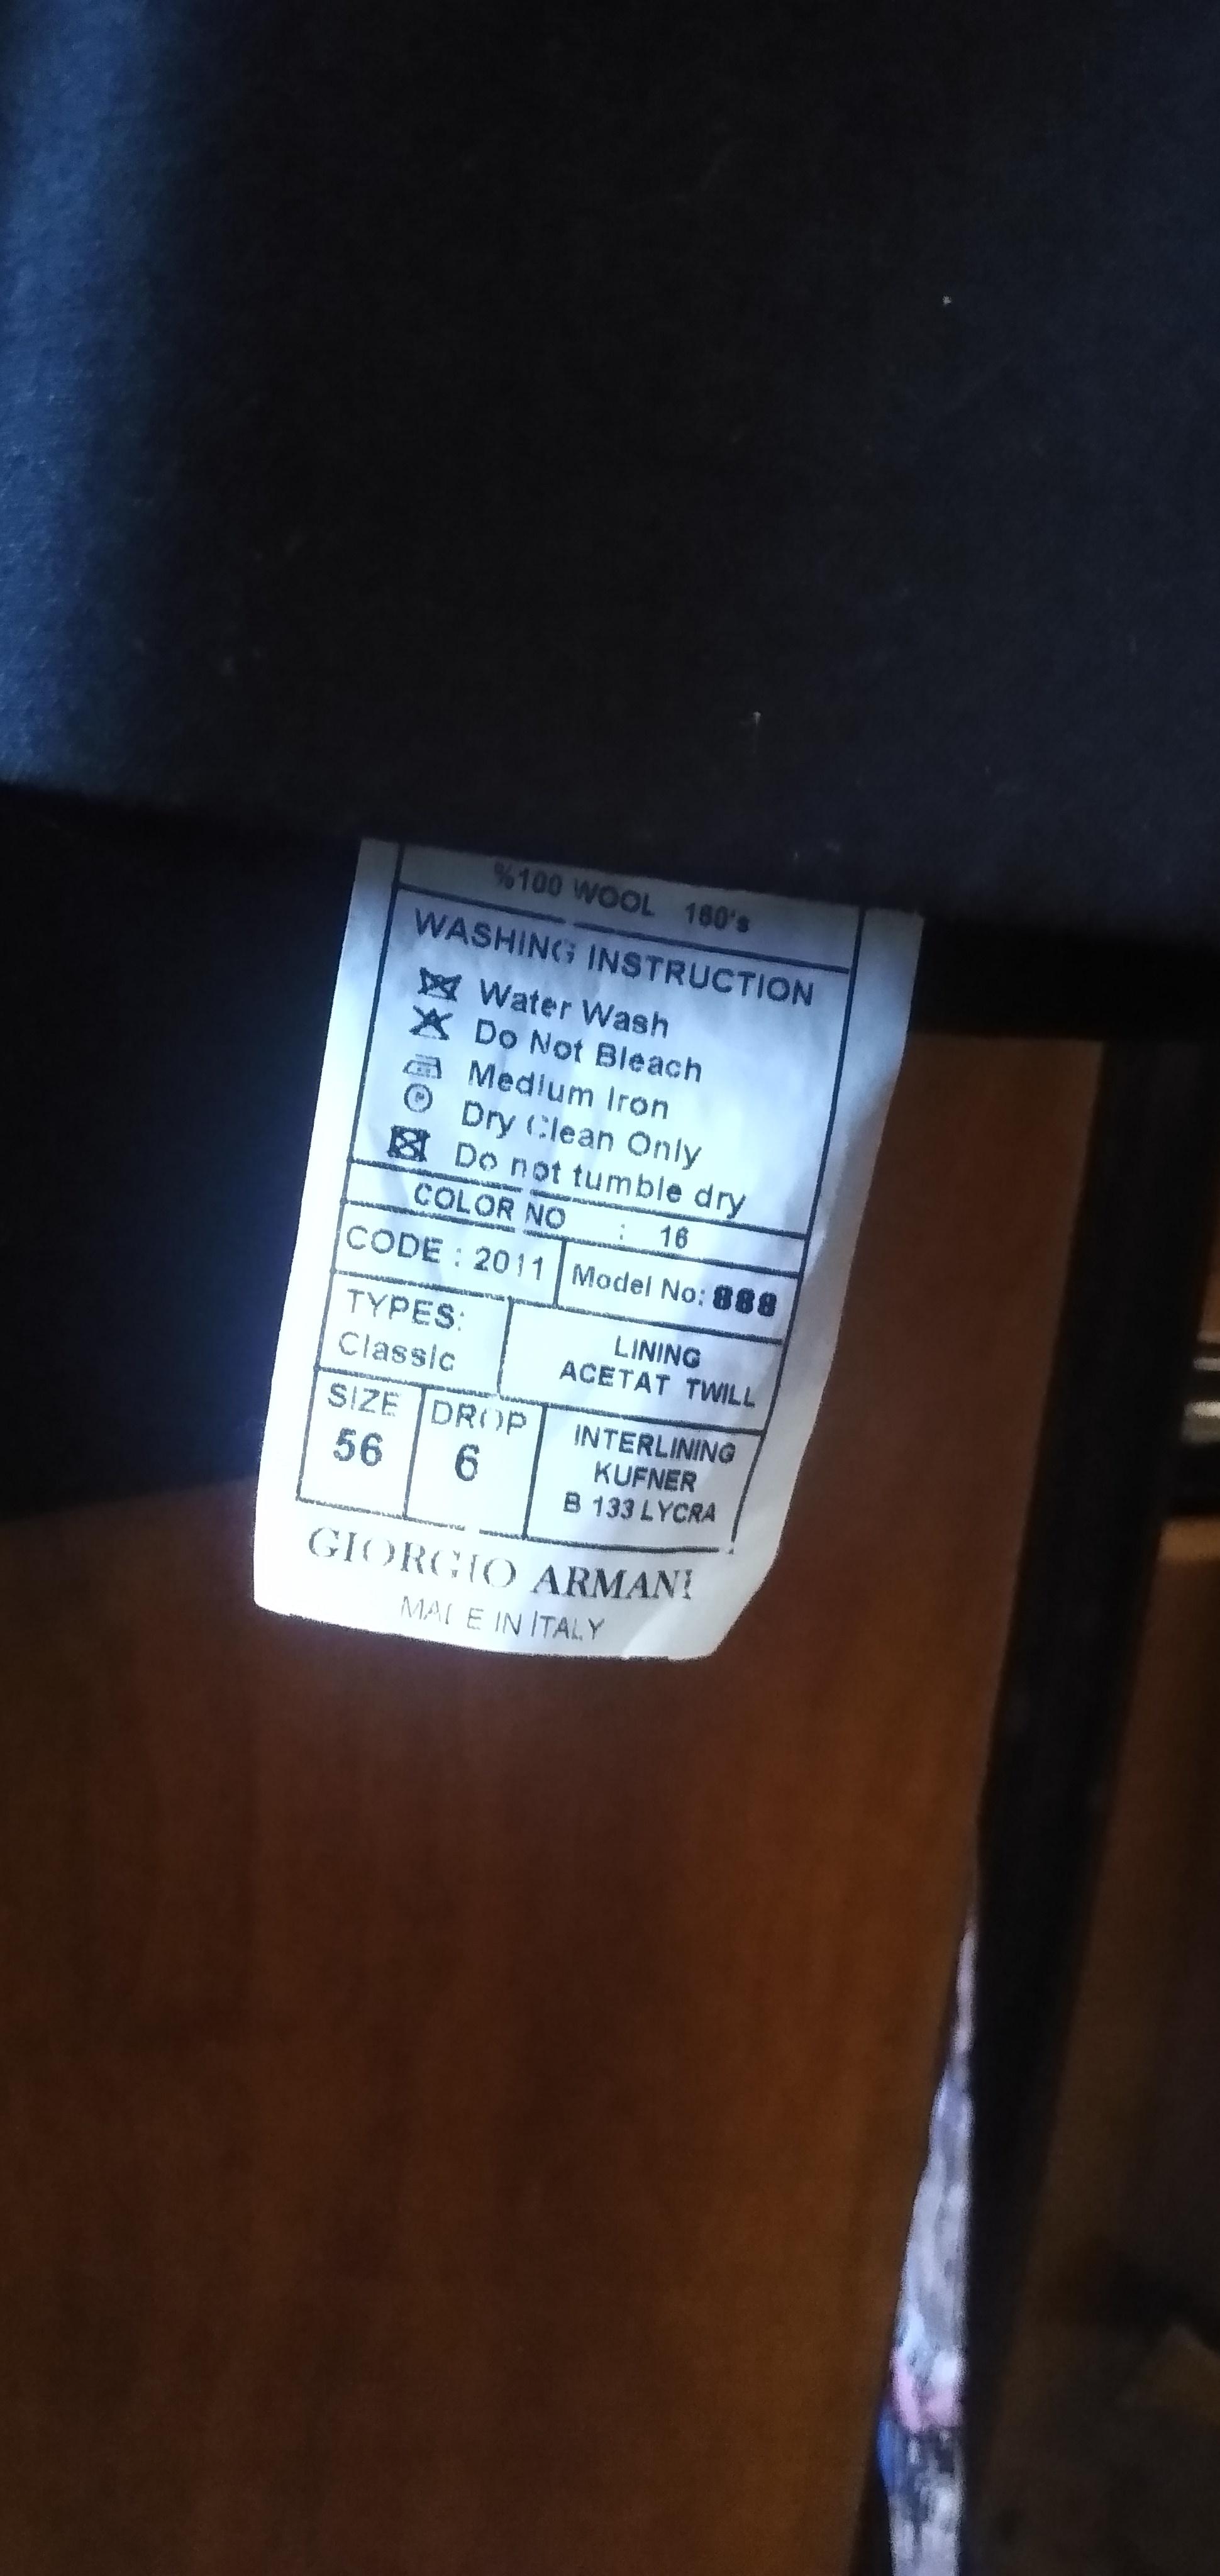 %100 WOOL 160's
WASHING INSTRUCTION
Water Wash
Do Not Bleach
Medium Iron
P Dry Clean Only
Do not tumble dry
COLOR NO : 16
CODE : 2011 Model No: 888
TYPES:
Classic
LINING
ACETAT TWILL
SIZE
56
DROP
6
INTERLINING
KUFNER
B 133 LYCRA
GIORGIO ARMANI
MADE IN ITALY